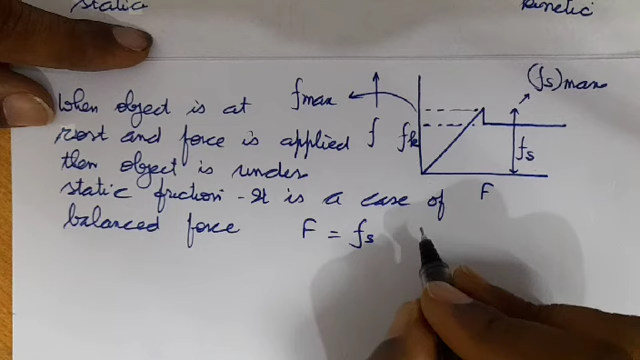 static
kinetic
When object is at
rest and force is applied
then object is under
static friction - It is a case of
balanced force F = fs
fmax
(fs)max
f
fk
fs
F